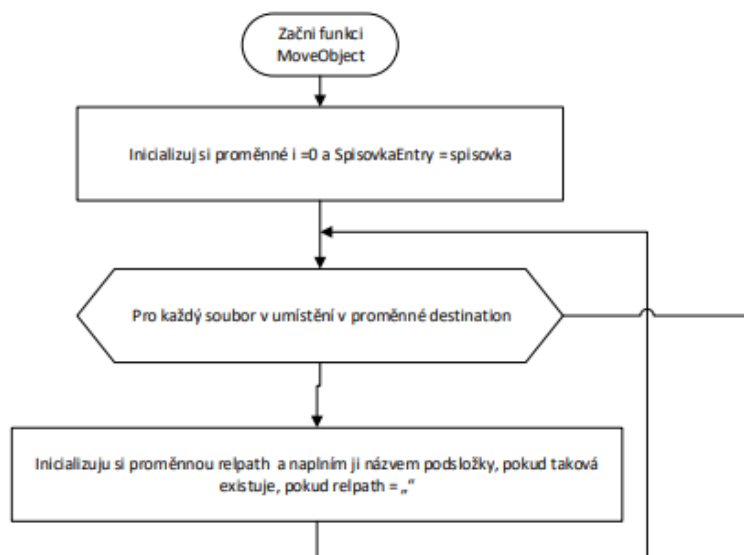 Začni funkci
MoveObject
Inicializuj si proměnné i =0 a SpisovkaEntry = spisovka
Pro každý soubor v umístění v proměnné destination
Inicializuju si proměnnou relpath a naplním ji názvem podsložky, pokud taková
existuje, pokud relpath = „“